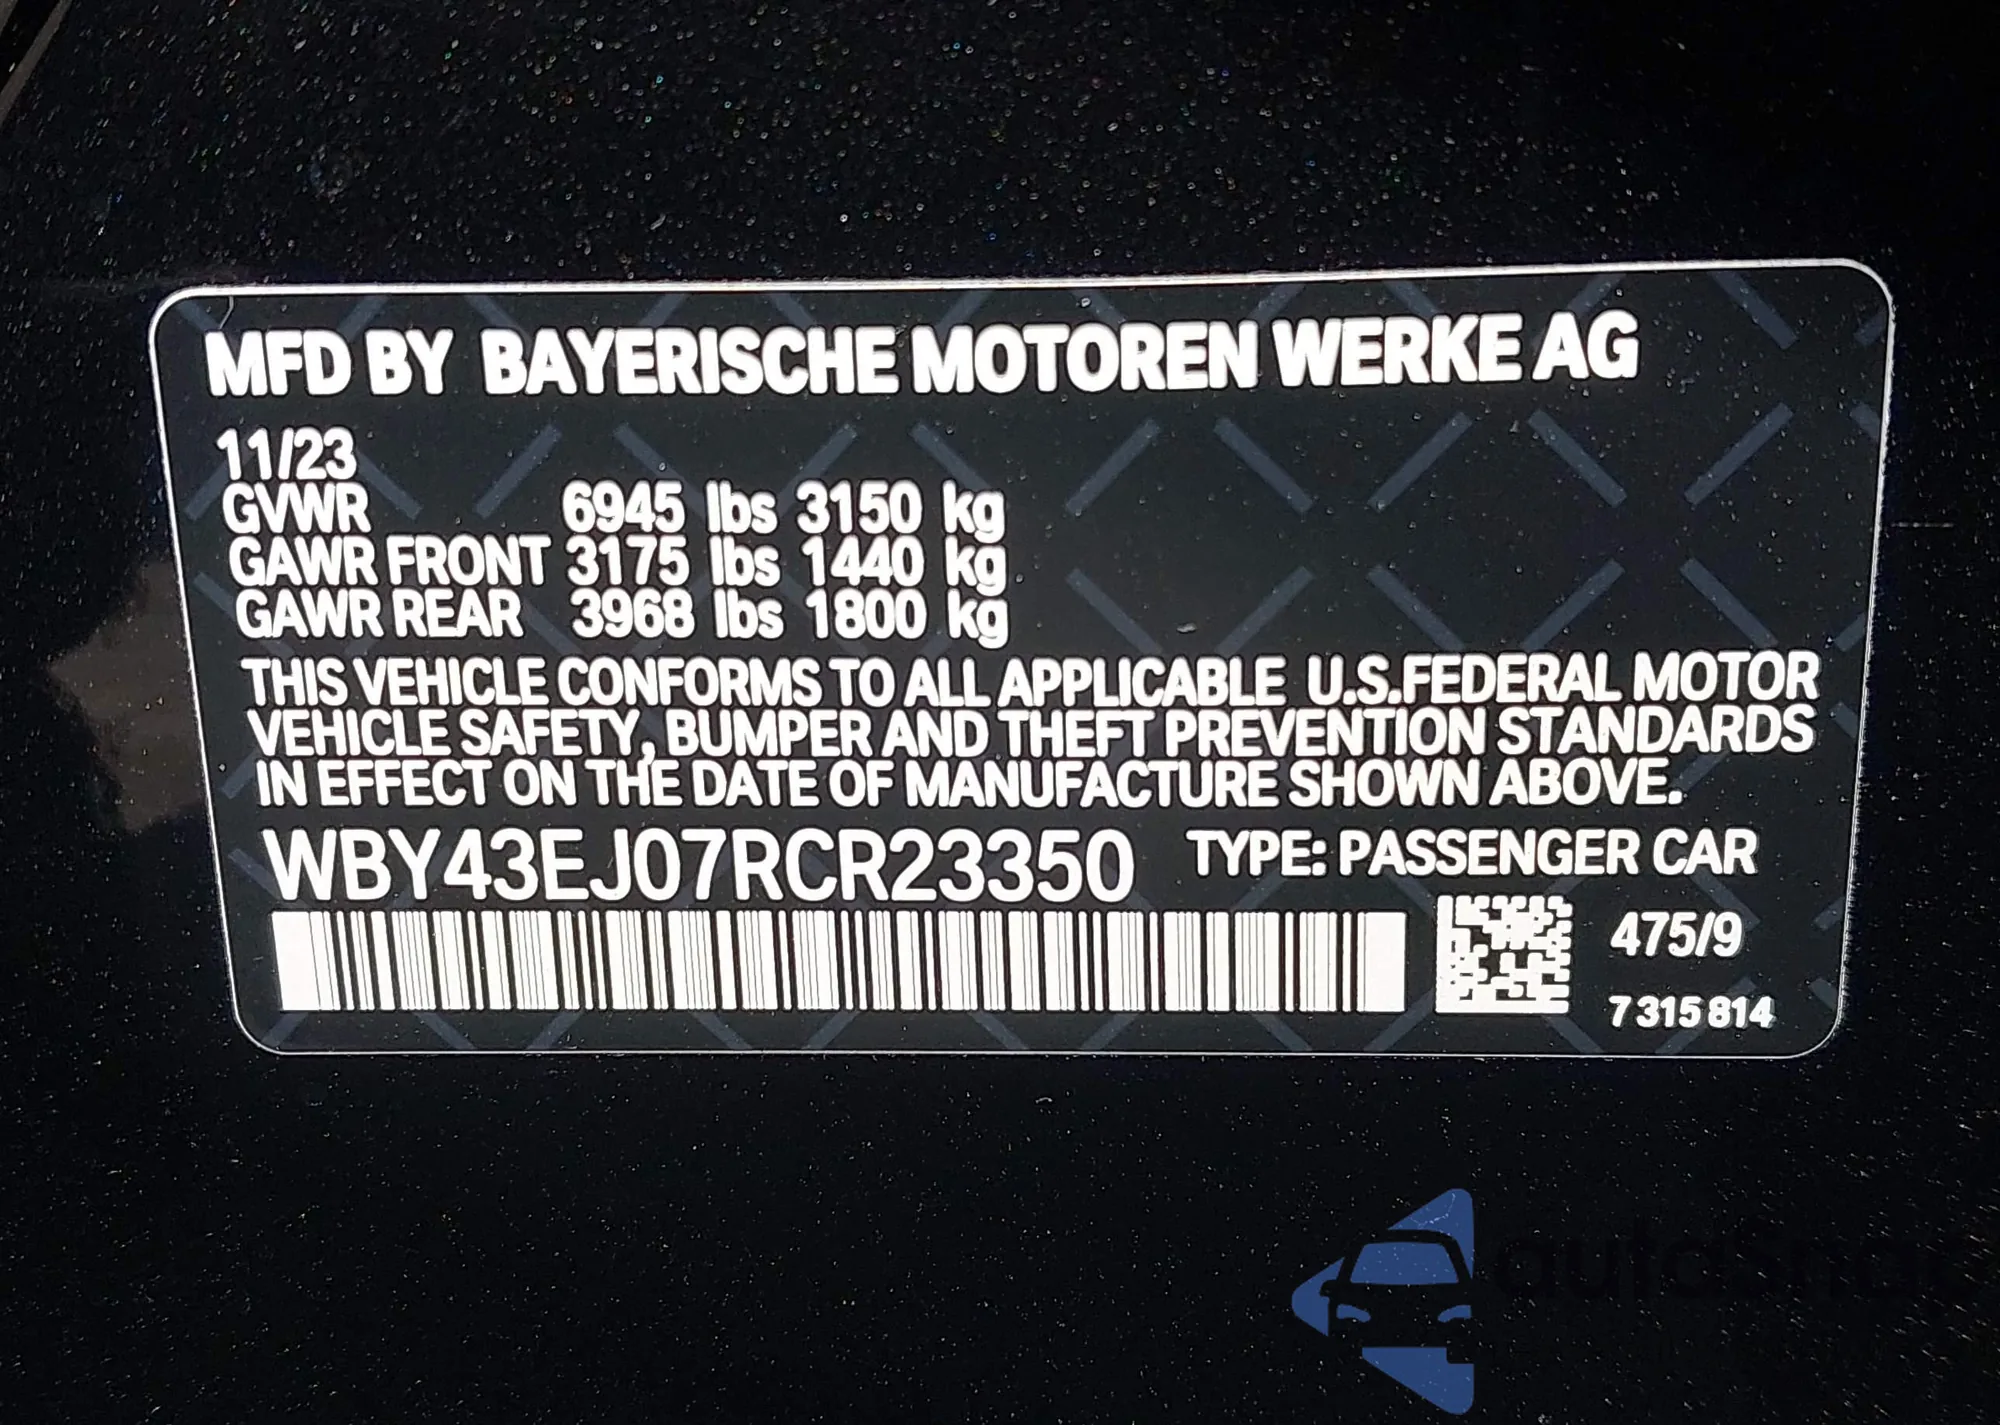 MFD BY BAYERISCHE MOTOREN WERKE AG
11/23
GVWR 6945 lbs 3150 kg
GAWR FRONT 3175 lbs 1440 kg
GAWR REAR 3968 lbs 1800 kg
THIS VEHICLE CONFORMS TO ALL APPLICABLE U.S.FEDERAL MOTOR
VEHICLE SAFETY, BUMPER AND THEFT PREVENTION STANDARDS
IN EFFECT ON THE DATE OF MANUFACTURE SHOWN ABOVE.
WBY43EJ07RCR23350 TYPE: PASSENGER CAR
475/9
7 315 814